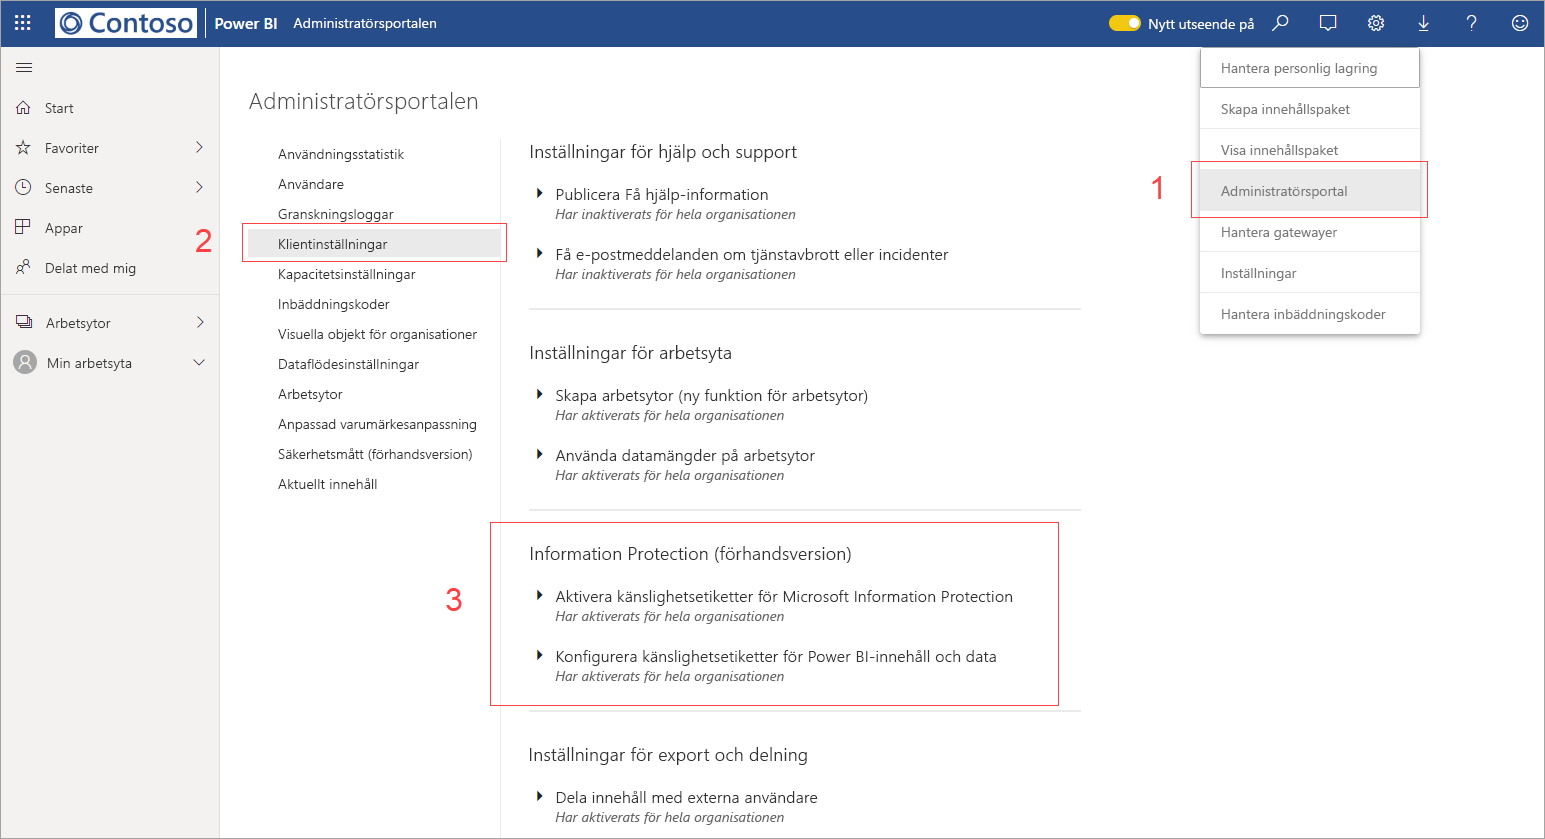 Contoso
Power BI
Administratörsportalen
Nytt utseende på
?
Start
Favoriter
Senaste
Appar
Delat med mig
Arbetsytor
Min arbetsyta
Administratörsportalen
Användningsstatistik
Användare
Granskningsloggar
2
Klientinställningar
Kapacitetsinställningar
Inbäddningskoder
Visuella objekt för organisationer
Dataflödesinställningar
Arbetsytor
Anpassad varumärkesanpassning
Säkerhetsmått (förhandsversion)
Aktuellt innehåll
Inställningar för hjälp och support
Publicera Få hjälp-information
Har inaktiverats för hela organisationen
Få e-postmeddelanden om tjänstavbrott eller incidenter
Har inaktiverats för hela organisationen
Inställningar för arbetsyta
Skapa arbetsytor (ny funktion för arbetsytor)
Har aktiverats för hela organisationen
Använda datamängder på arbetsytor
Har aktiverats för hela organisationen
3
Information Protection (förhandsversion)
Aktivera känslighetsetiketter för Microsoft Information Protection
Har aktiverats för hela organisationen
Konfigurera känslighetsetiketter för Power BI-innehåll och data
Har aktiverats för hela organisationen
Inställningar för export och delning
Dela innehåll med externa användare
Har aktiverats för hela organisationen
Hantera personlig lagring
Skapa innehållspaket
Visa innehållspaket
1
Administratörsportal
Hantera gatewayer
Inställningar
Hantera inbäddningskoder